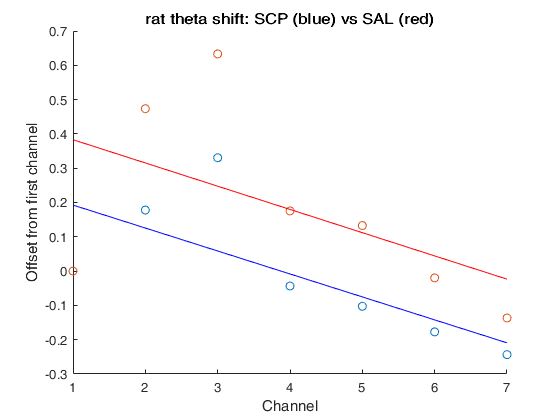 rat theta shift: SCP (blue) vs SAL (red)
0.7
0.6
0.5
0.4
0.3
0.2
0.1
0
-0.1
-0.2
-0.3
Offset from first channel
1 2 3 4 5 6 7
Channel